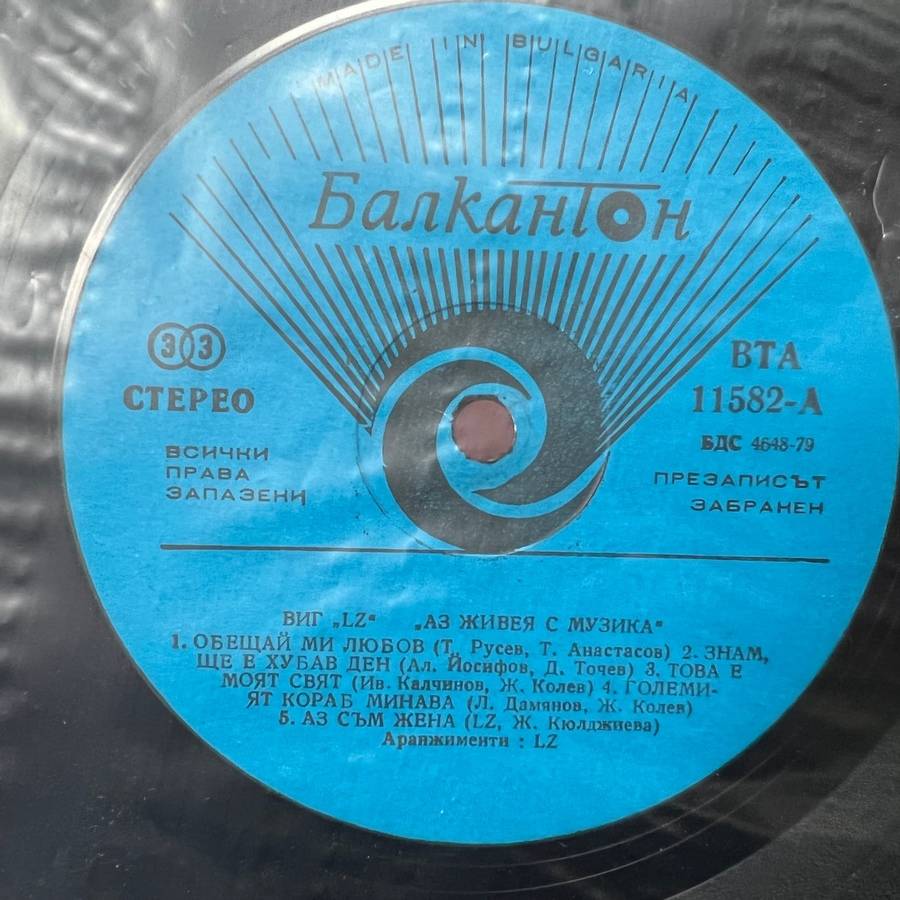 MADE IN BULGARIA
Балкантон
33
СТЕРЕО
ВСИЧКИ
ПРАВА
ЗАПАЗЕНИ
ВТА
11582-А
БДС 4648-79
ПРЕЗАПИСЪТ
ЗАБРАНЕН
ВИГ „LZ“ „АЗ ЖИВЕЯ С МУЗИКА“
1. ОБЕЩАЙ МИ ЛЮБОВ (Т. Русев, Т. Анастасов) 2. ЗНАМ,
ЩЕ Е ХУБАВ ДЕН (Ал. Йосифов, Д. Точев) 3. ТОВА Е
МОЯТ СВЯТ (Ив. Калчинов, Ж. Колев) 4. ГОЛЕМИ-
ЯТ КОРАБ МИНАВА (Л. Дамянов, Ж. Колев)
5. АЗ СЪМ ЖЕНА (LZ, Ж. Кюлджиева)
Аранжименти : LZ